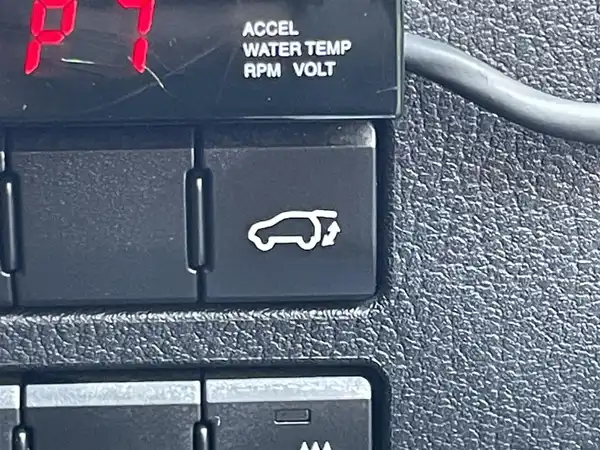 P7
ACCEL
WATER TEMP
RPM VOLT